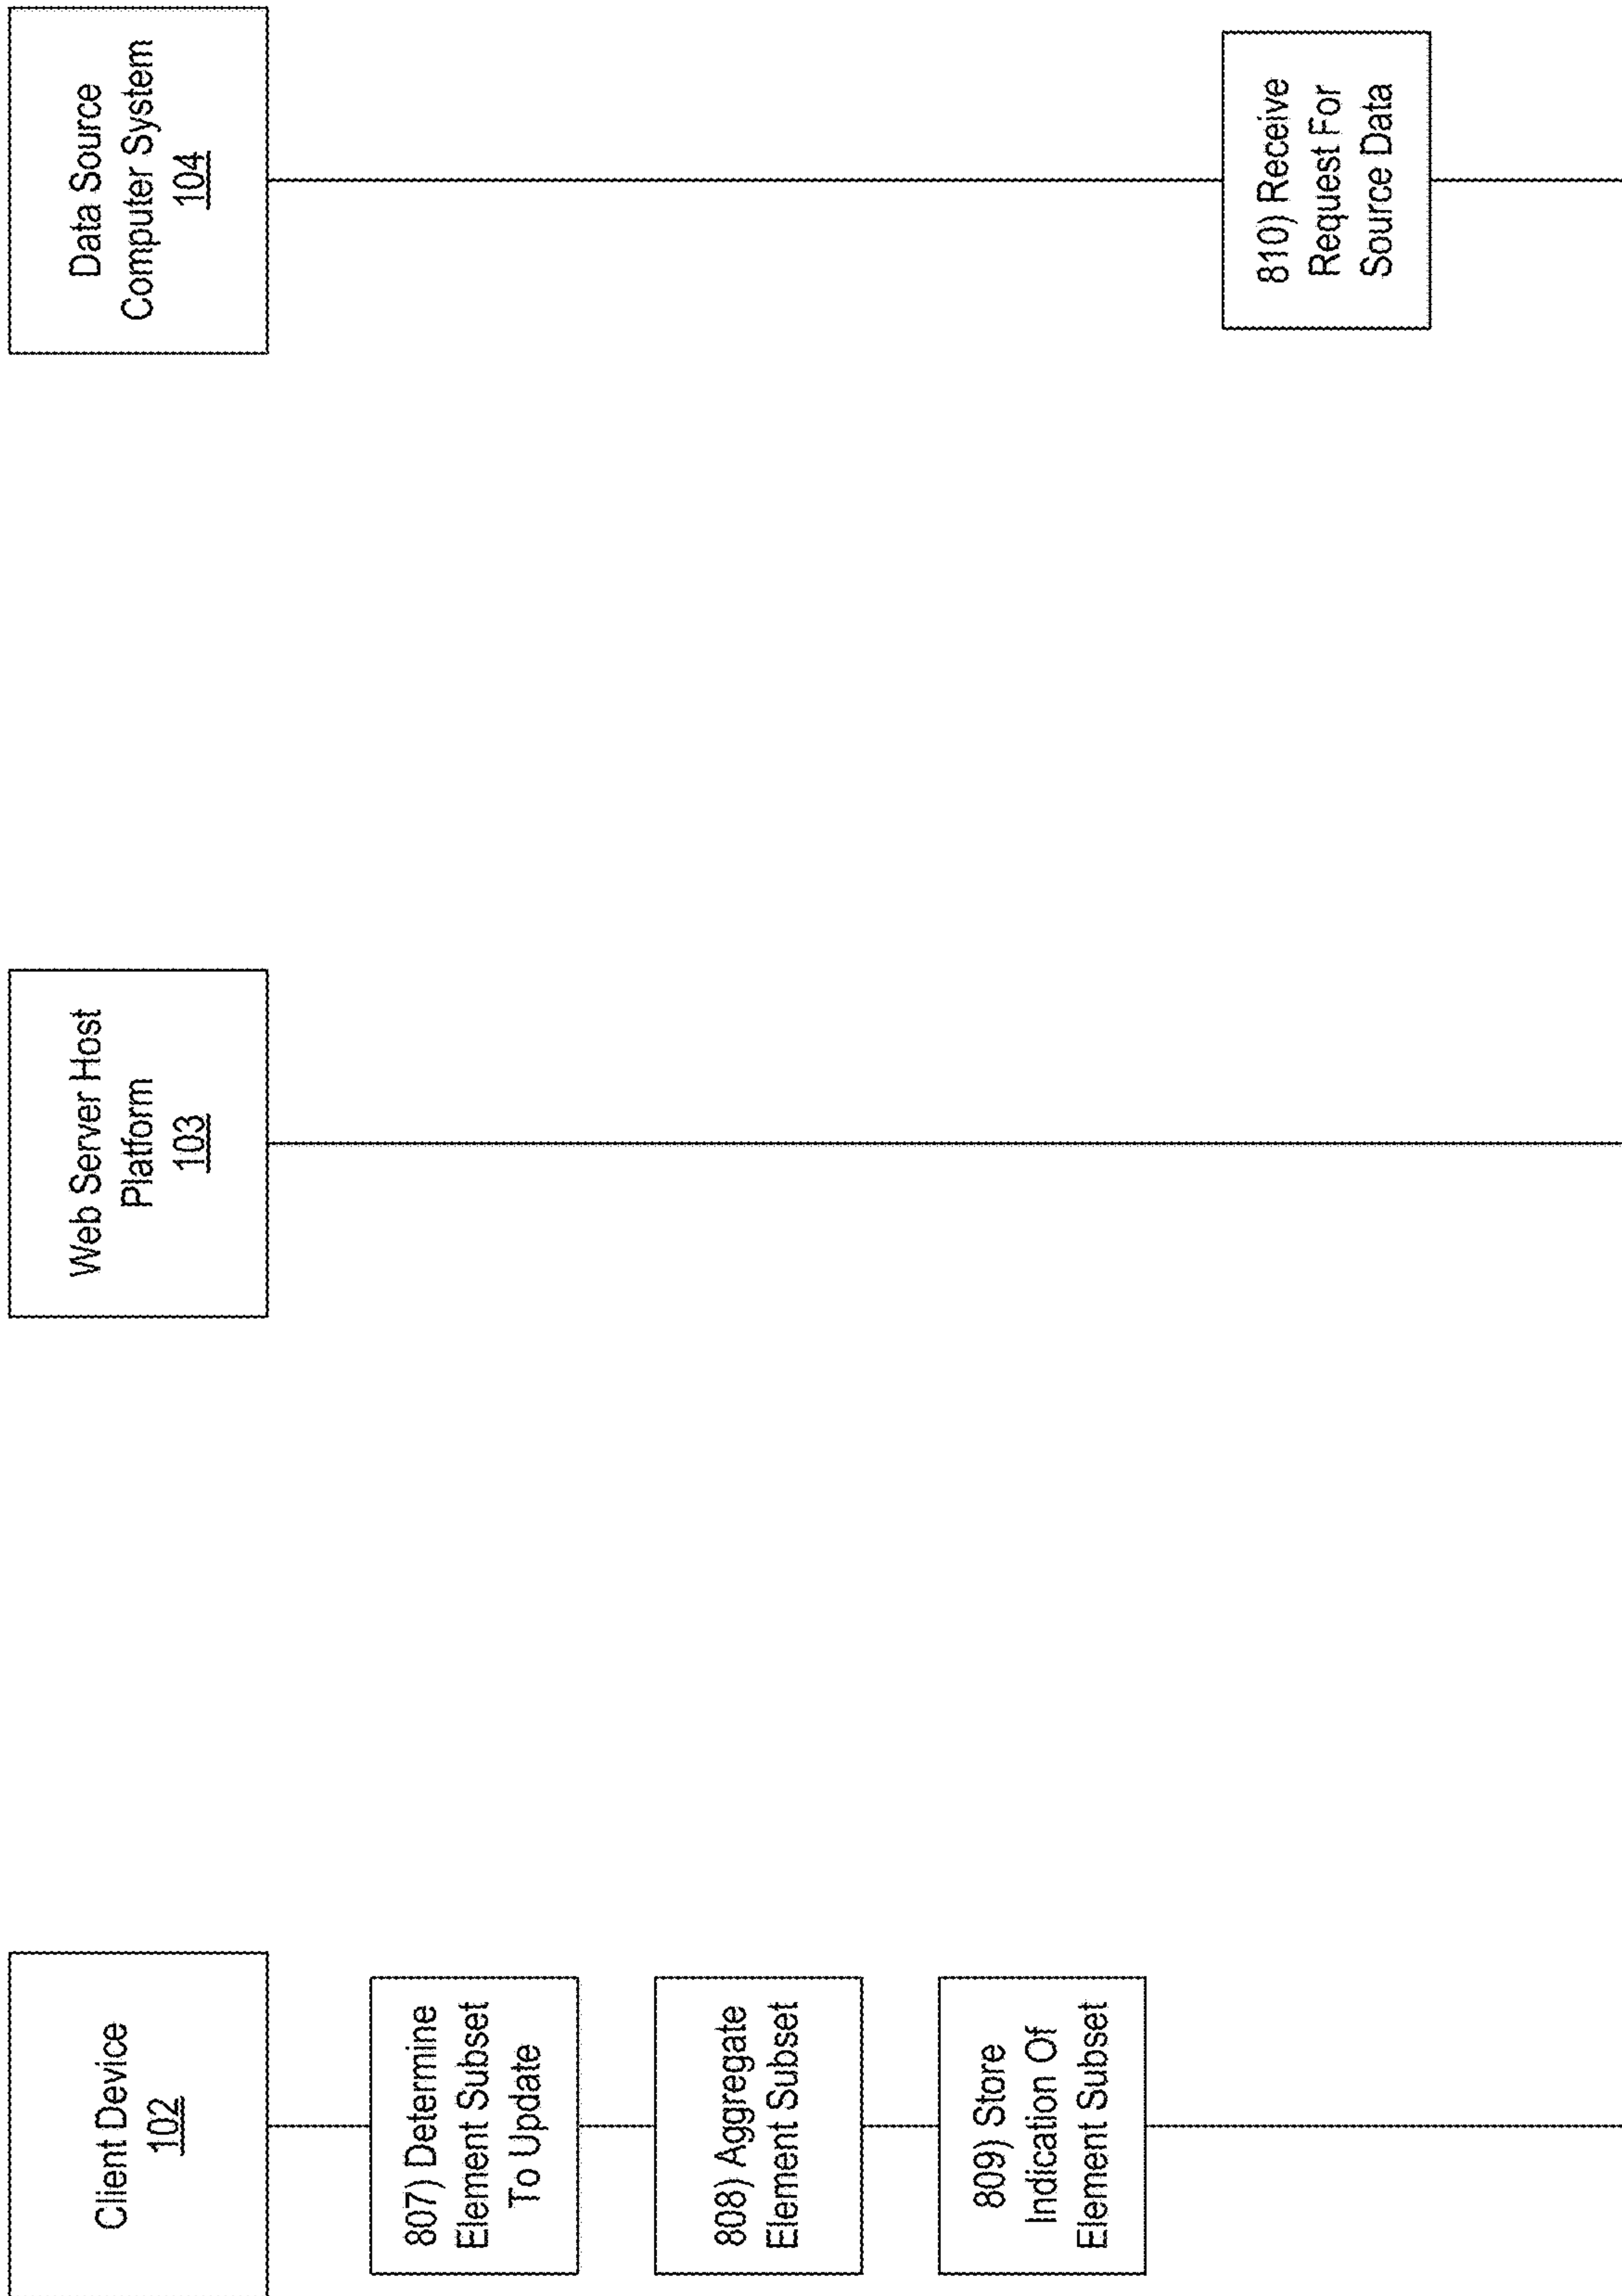 Client Device
102
Web Server Host
Platform
103
Data Source
Computer System
104
807) Determine
Element Subset
To Update
808) Aggregate
Element Subset
809) Store
Indication Of
Element Subset
810) Receive
Request For
Source Data